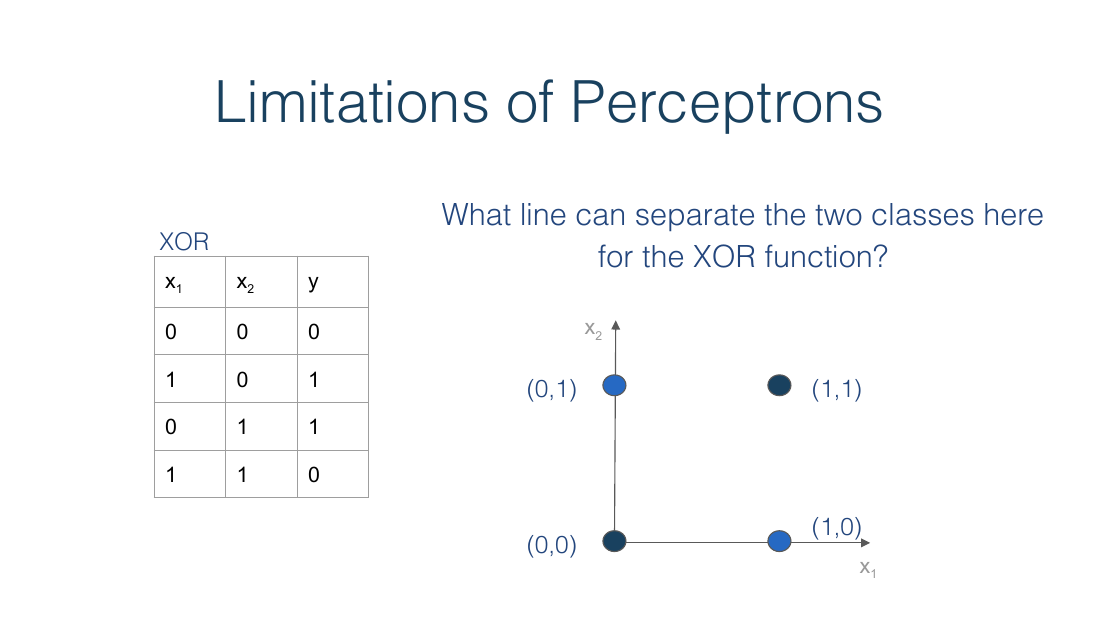 Limitations of Perceptrons
What line can separate the two classes here
for the XOR function?
XOR
x₁ x₂ y
0 0 0
1 0 1
0 1 1
1 1 0
x₂
(0,1) (1,1)
(0,0) (1,0)
x₁